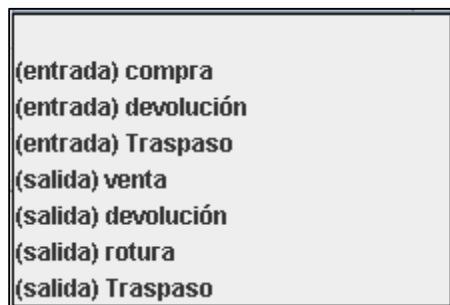 (entrada) compra
(entrada) devolución
(entrada) Traspaso
(salida) venta
(salida) devolución
(salida) rotura
(salida) Traspaso